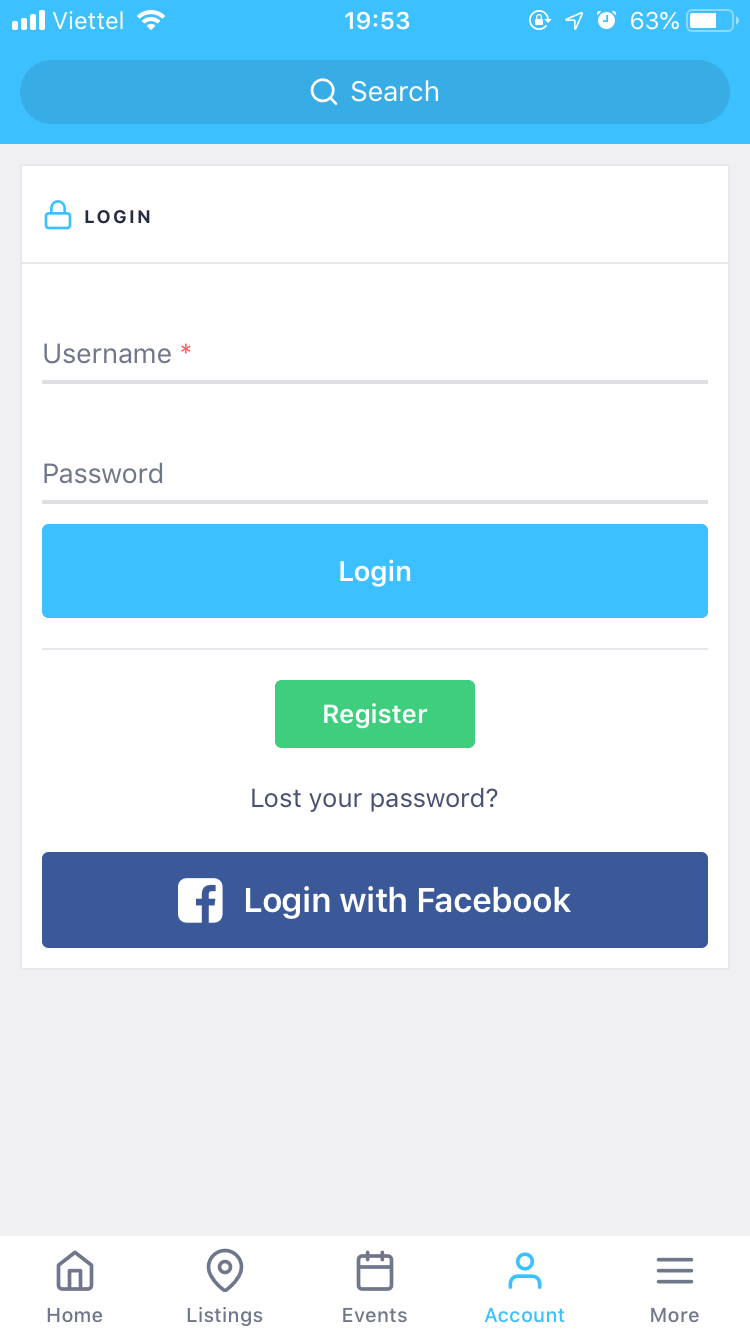 Viettel 19:53 63%
Search
LOGIN
Username *
Password
Login
Register
Lost your password?
Login with Facebook
Home Listings Events Account More